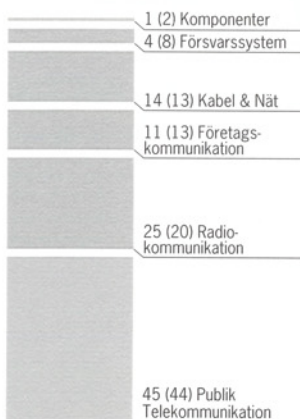 1 (2) Komponenter
4 (8) Försvarssystem
14 (13) Kabel & Nät
11 (13) Företags-
kommunikation
25 (20) Radio-
kommunikation
45 (44) Publik
Telekommunikation